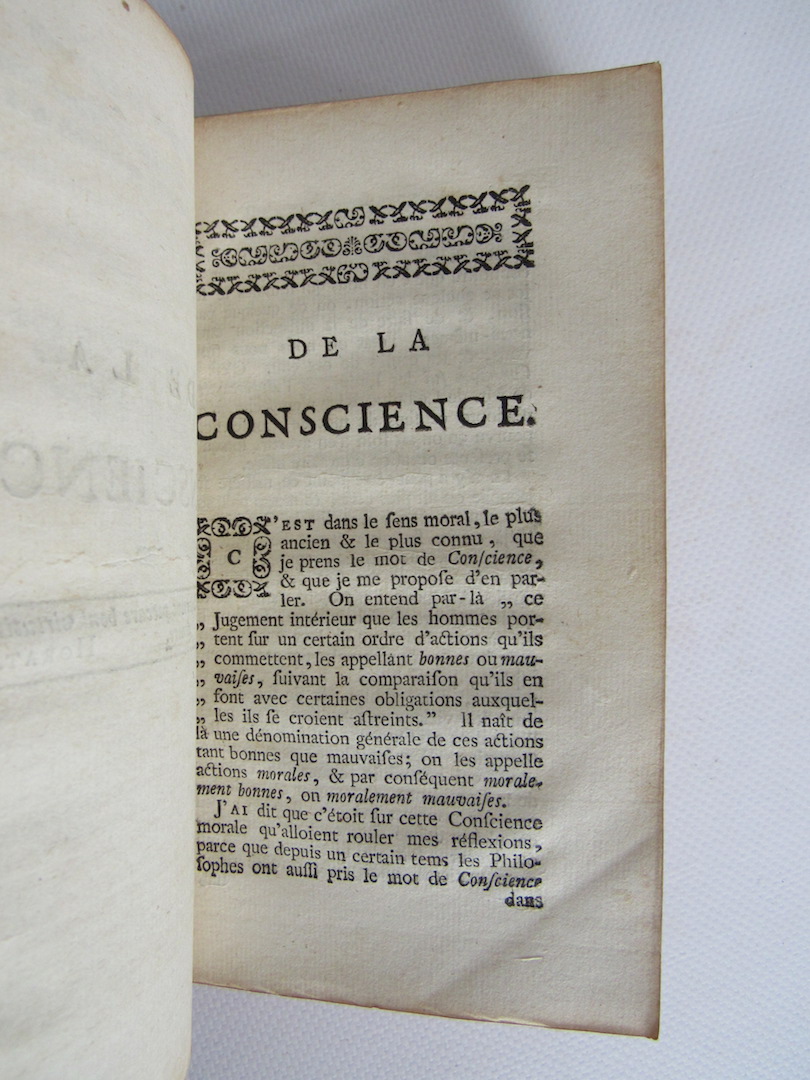 DE LA
CONSCIENCE.
C'EST dans le ſens moral, le plus
ancien & le plus connu, que
je prens le mot de Conſcience,
& que je me propoſe d'en par-
ler. On entend par-là „ ce
„ Jugement intérieur que les hommes por-
„ tent ſur un certain ordre d'actions qu'ils
„ commettent, les appellant bonnes ou mau-
„ vaiſes, ſuivant la comparaiſon qu'ils en
„ font avec certaines obligations auxquel-
„ les ils ſe croient aſtreints.” Il naît de
là une dénomination générale de ces actions
tant bonnes que mauvaiſes; on les appelle
actions morales, & par conſéquent morale-
ment bonnes, ou moralement mauvaiſes.
J'AI dit que c'étoit ſur cette Conſcience
morale qu'alloient rouler mes réflexions,
parce que depuis un certain tems les Philo-
ſophes ont auſſi pris le mot de Conſcience
dans